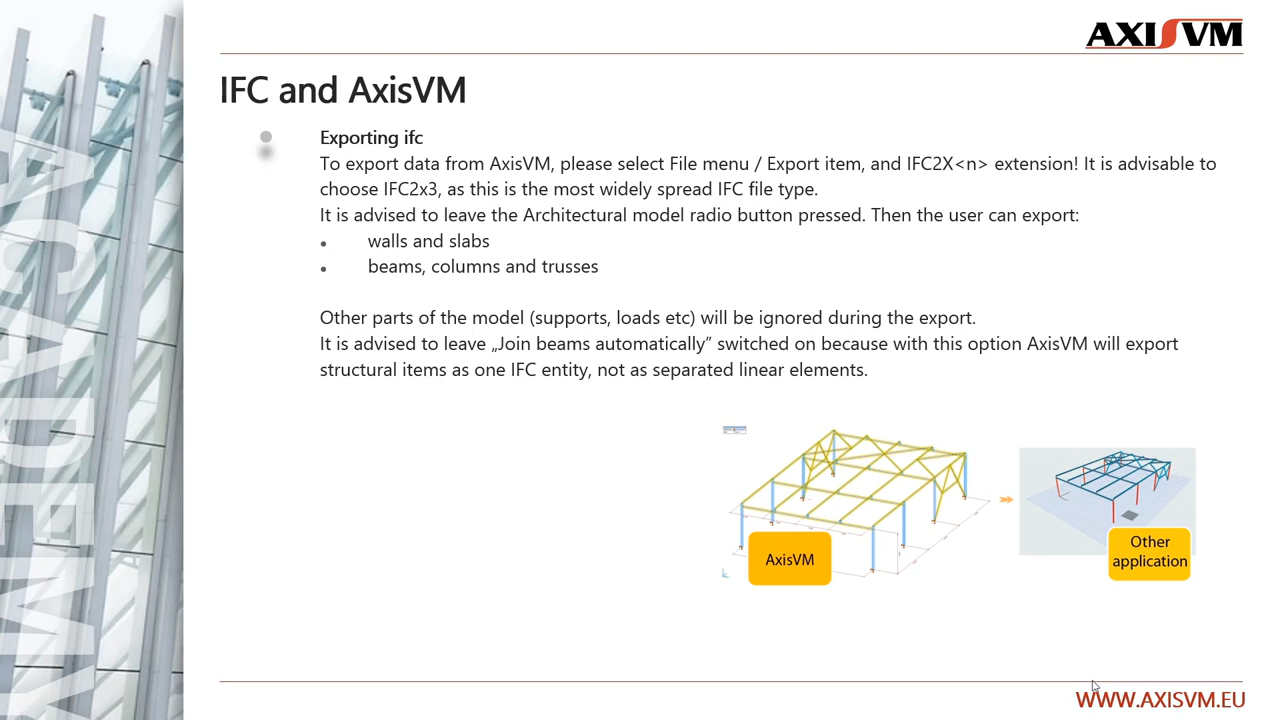 AXISVM
IFC and AxisVM
Exporting ifc
To export data from AxisVM, please select File menu / Export item, and IFC2X<n> extension! It is advisable to
choose IFC2x3, as this is the most widely spread IFC file type.
It is advised to leave the Architectural model radio button pressed. Then the user can export:
• walls and slabs
• beams, columns and trusses
Other parts of the model (supports, loads etc) will be ignored during the export.
It is advised to leave „Join beams automatically” switched on because with this option AxisVM will export
structural items as one IFC entity, not as separated linear elements.
AxisVM
Other
application
ACADEMY
WWW.AXISVM.EU